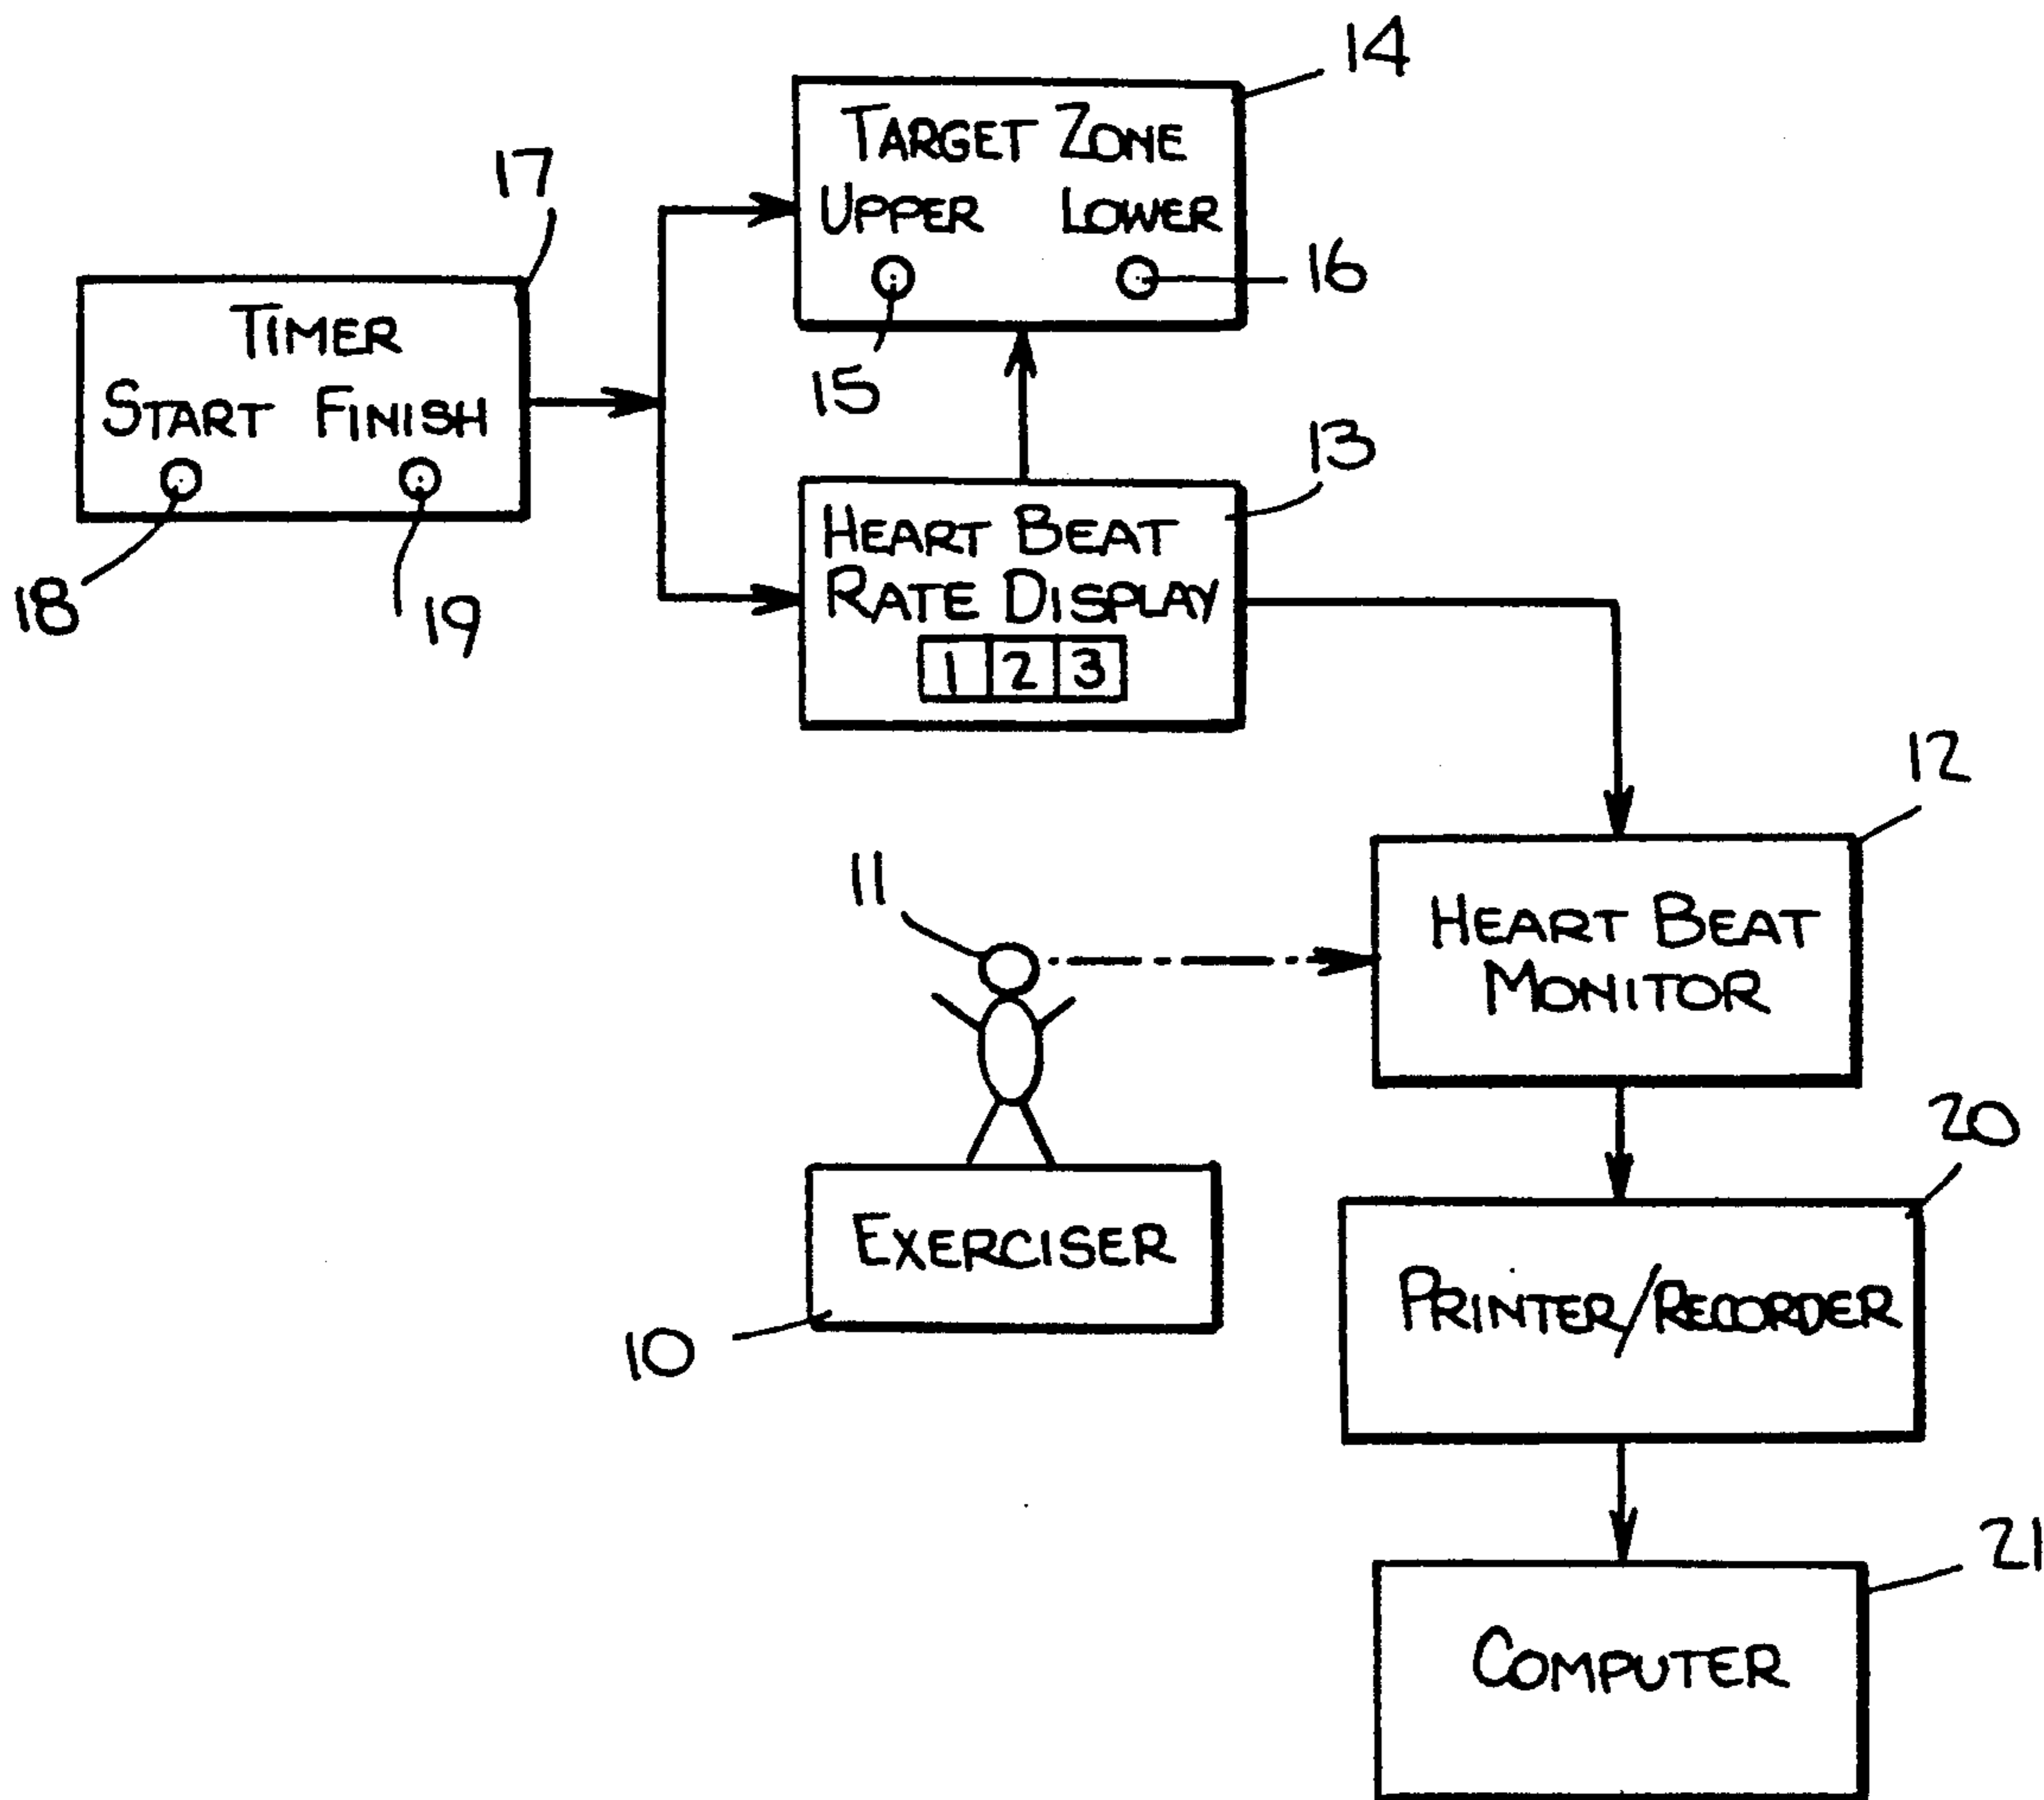 14
TARGET ZONE
UPPER LOWER
16
15
17
TIMER
START FINISH
18
19
13
HEART BEAT
RATE DISPLAY
1 2 3
12
HEART BEAT
MONITOR
11
EXERCISER
10
20
PRINTER/RECORDER
21
COMPUTER